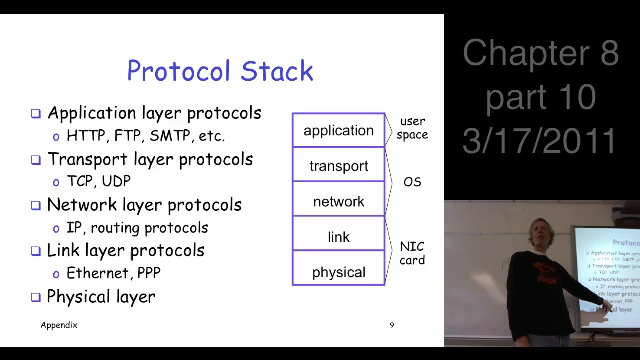 Protocol Stack
Application layer protocols
HTTP, FTP, SMTP, etc.
Transport layer protocols
TCP, UDP
Network layer protocols
IP, routing protocols
Link layer protocols
Ethernet, PPP
Physical layer
application
transport
network
link
physical
user
space
OS
NIC
card
Appendix
9
Chapter 8
part 10
3/17/2011